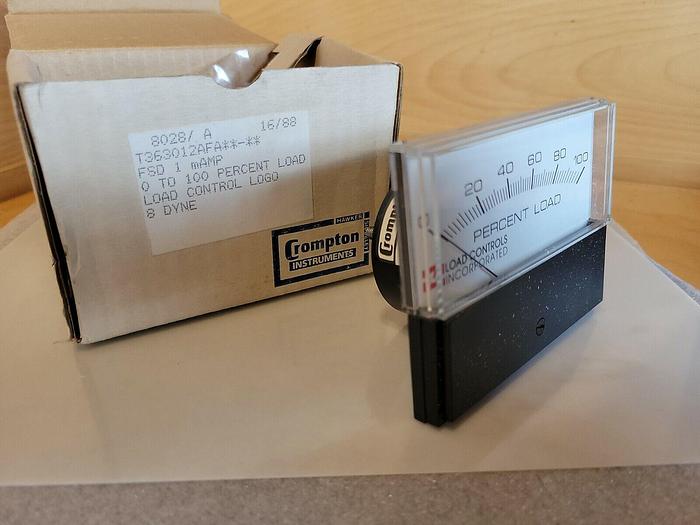 8028/ A 16/88
T363012AFA**-**
FSD 1 mAMP
0 TO 100 PERCENT LOAD
LOAD CONTROL LOGO
8 DYNE
HAWKER
Crompton
INSTRUMENTS
Crompton
0 20 40 60 80 100
PERCENT LOAD
LOAD CONTROLS
INCORPORATED